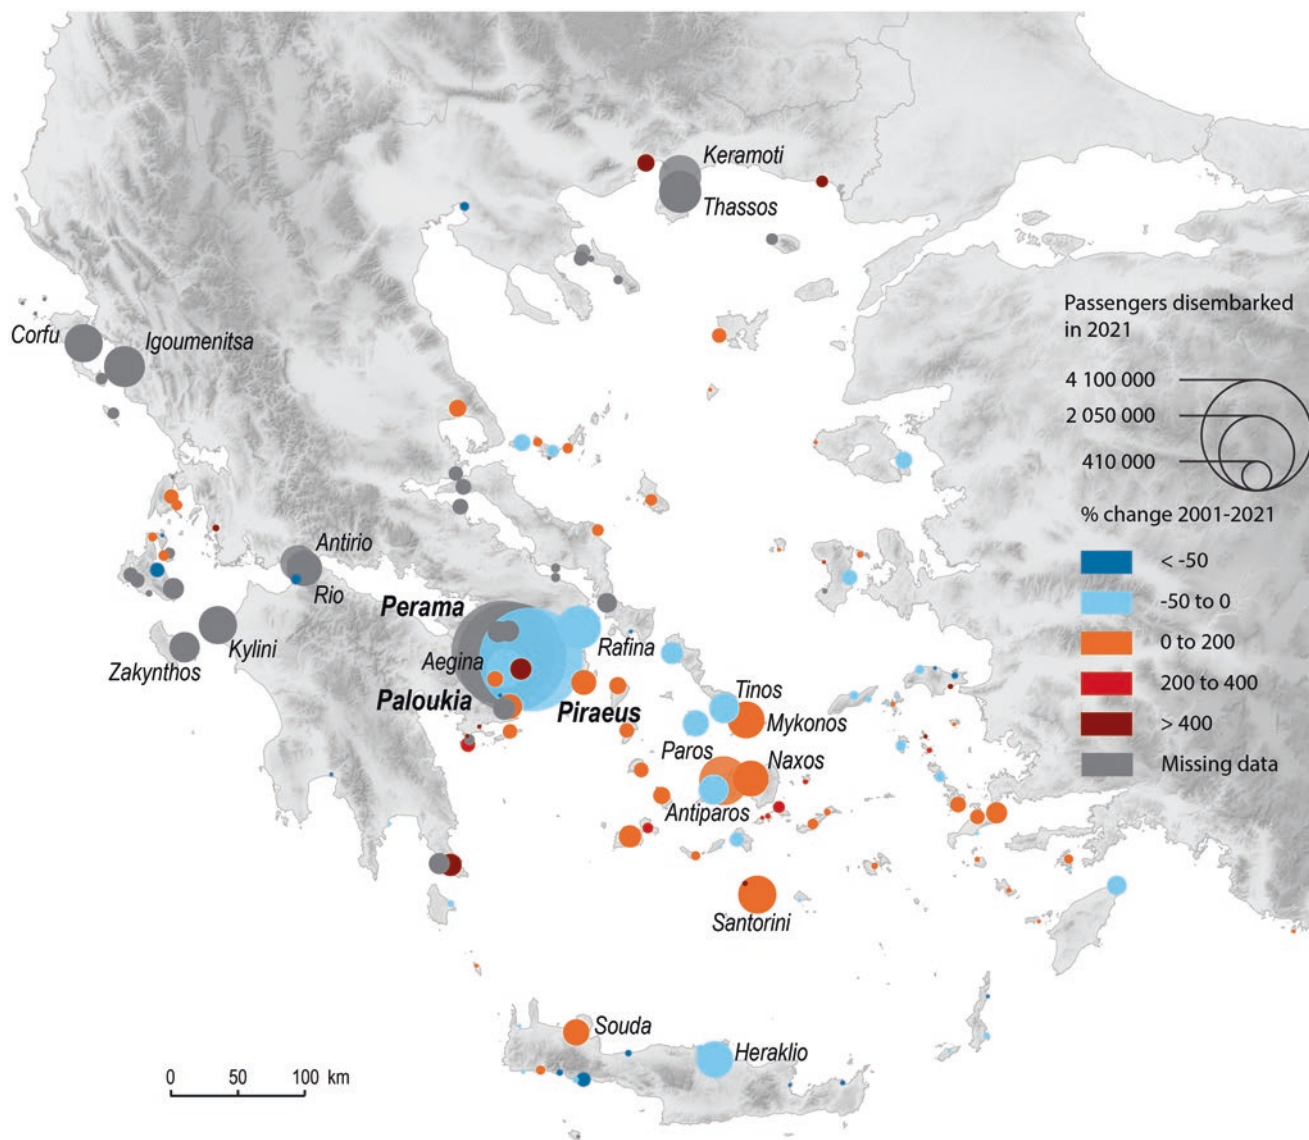 Keramoti
Thassos
Corfu
Igoumenitsa
Passengers disembarked
in 2021
4 100 000
2 050 000
410 000
% change 2001-2021
< -50
-50 to 0
0 to 200
200 to 400
> 400
Missing data
Antirio
Rio
Perama
Kylini
Zakynthos
Aegina
Rafina
Paloukia
Piraeus
Tinos
Mykonos
Paros
Naxos
Antiparos
Santorini
Souda
Heraklio
0 50 100 km